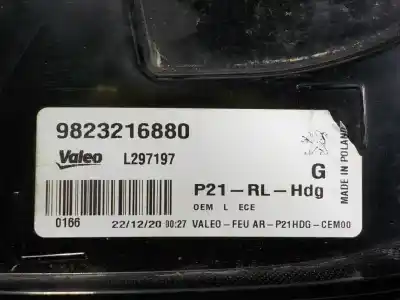 9823216880
Valeo L297197
G
P21-RL-Hdg
OEM L ECE
MADE IN POLAND
0166 22/12/20 00:27 VALEO-FEU AR-P21HDG-CEM00